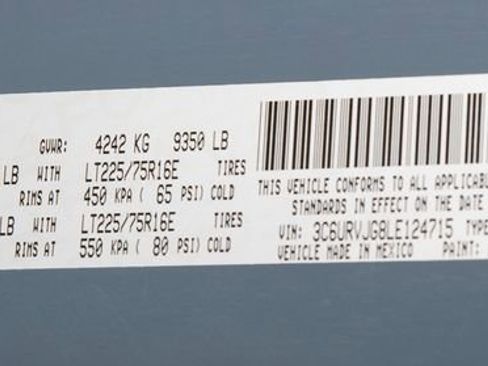 GVWR: 4242 KG 9350 LB
LB WITH LT225/75R16E TIRES
RIMS AT 450 KPA ( 65 PSI) COLD
LB WITH LT225/75R16E TIRES
RIMS AT 550 KPA ( 80 PSI) COLD
THIS VEHICLE CONFORMS TO ALL APPLICABL
STANDARDS IN EFFECT ON THE DATE
VIN: 3C6URVJG8LE124715 TYPE
VEHICLE MADE IN MEXICO PAINT: